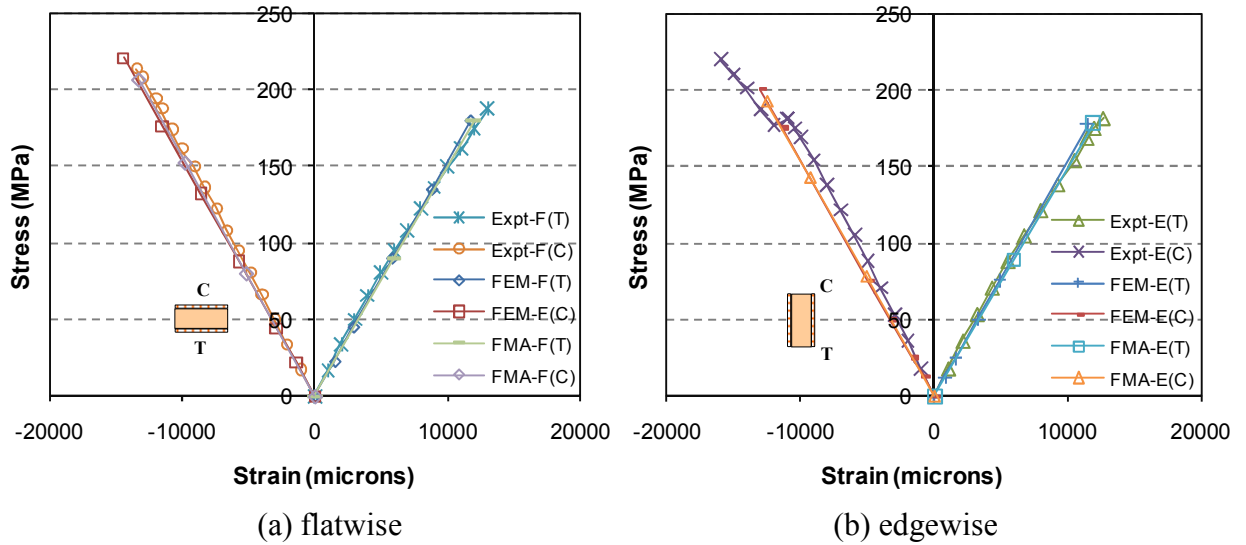 250
200
150
100
50
0
Stress (MPa)
-20000 -10000 0 10000 20000
Strain (microns)
C
T
Expt-F(T)
Expt-F(C)
FEM-F(T)
FEM-F(C)
FMA-F(T)
FMA-F(C)
(a) flatwise
250
200
150
100
50
0
Stress (MPa)
-20000 -10000 0 10000 20000
Strain (microns)
C
T
Expt-E(T)
Expt-E(C)
FEM-E(T)
FEM-E(C)
FMA-E(T)
FMA-E(C)
(b) edgewise